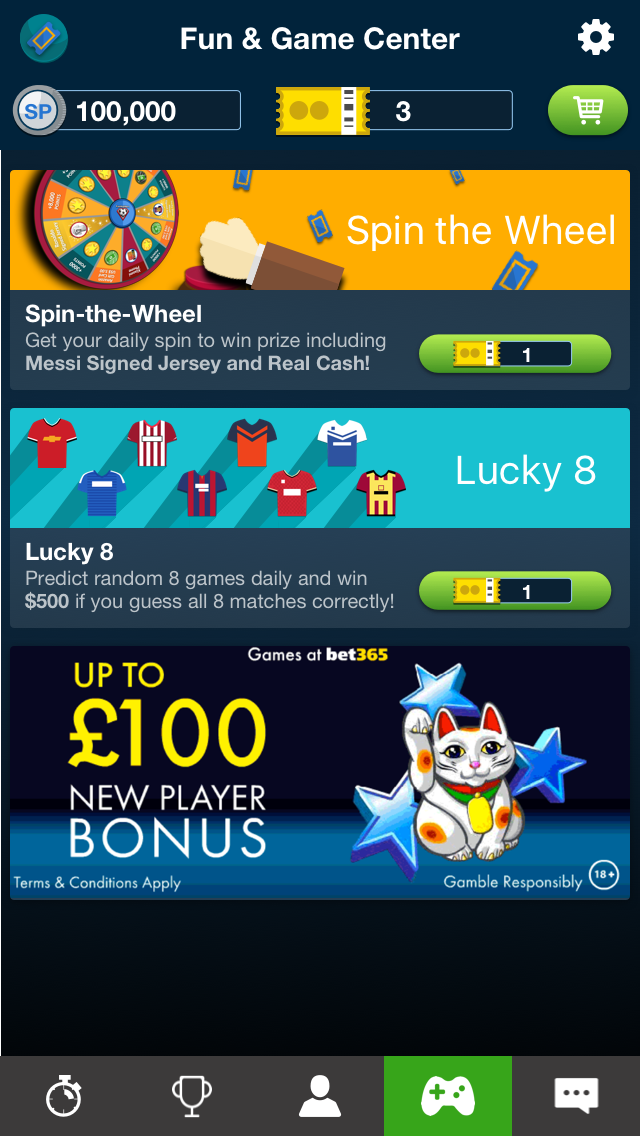 Fun & Game Center
SP 100,000 3
Spin the Wheel
Spin-the-Wheel
Get your daily spin to win prize including
Messi Signed Jersey and Real Cash!
1
Lucky 8
Lucky 8
Predict random 8 games daily and win
$500 if you guess all 8 matches correctly!
1
Games at bet365
UP TO
£100
NEW PLAYER
BONUS
Terms & Conditions Apply
Gamble Responsibly 18+